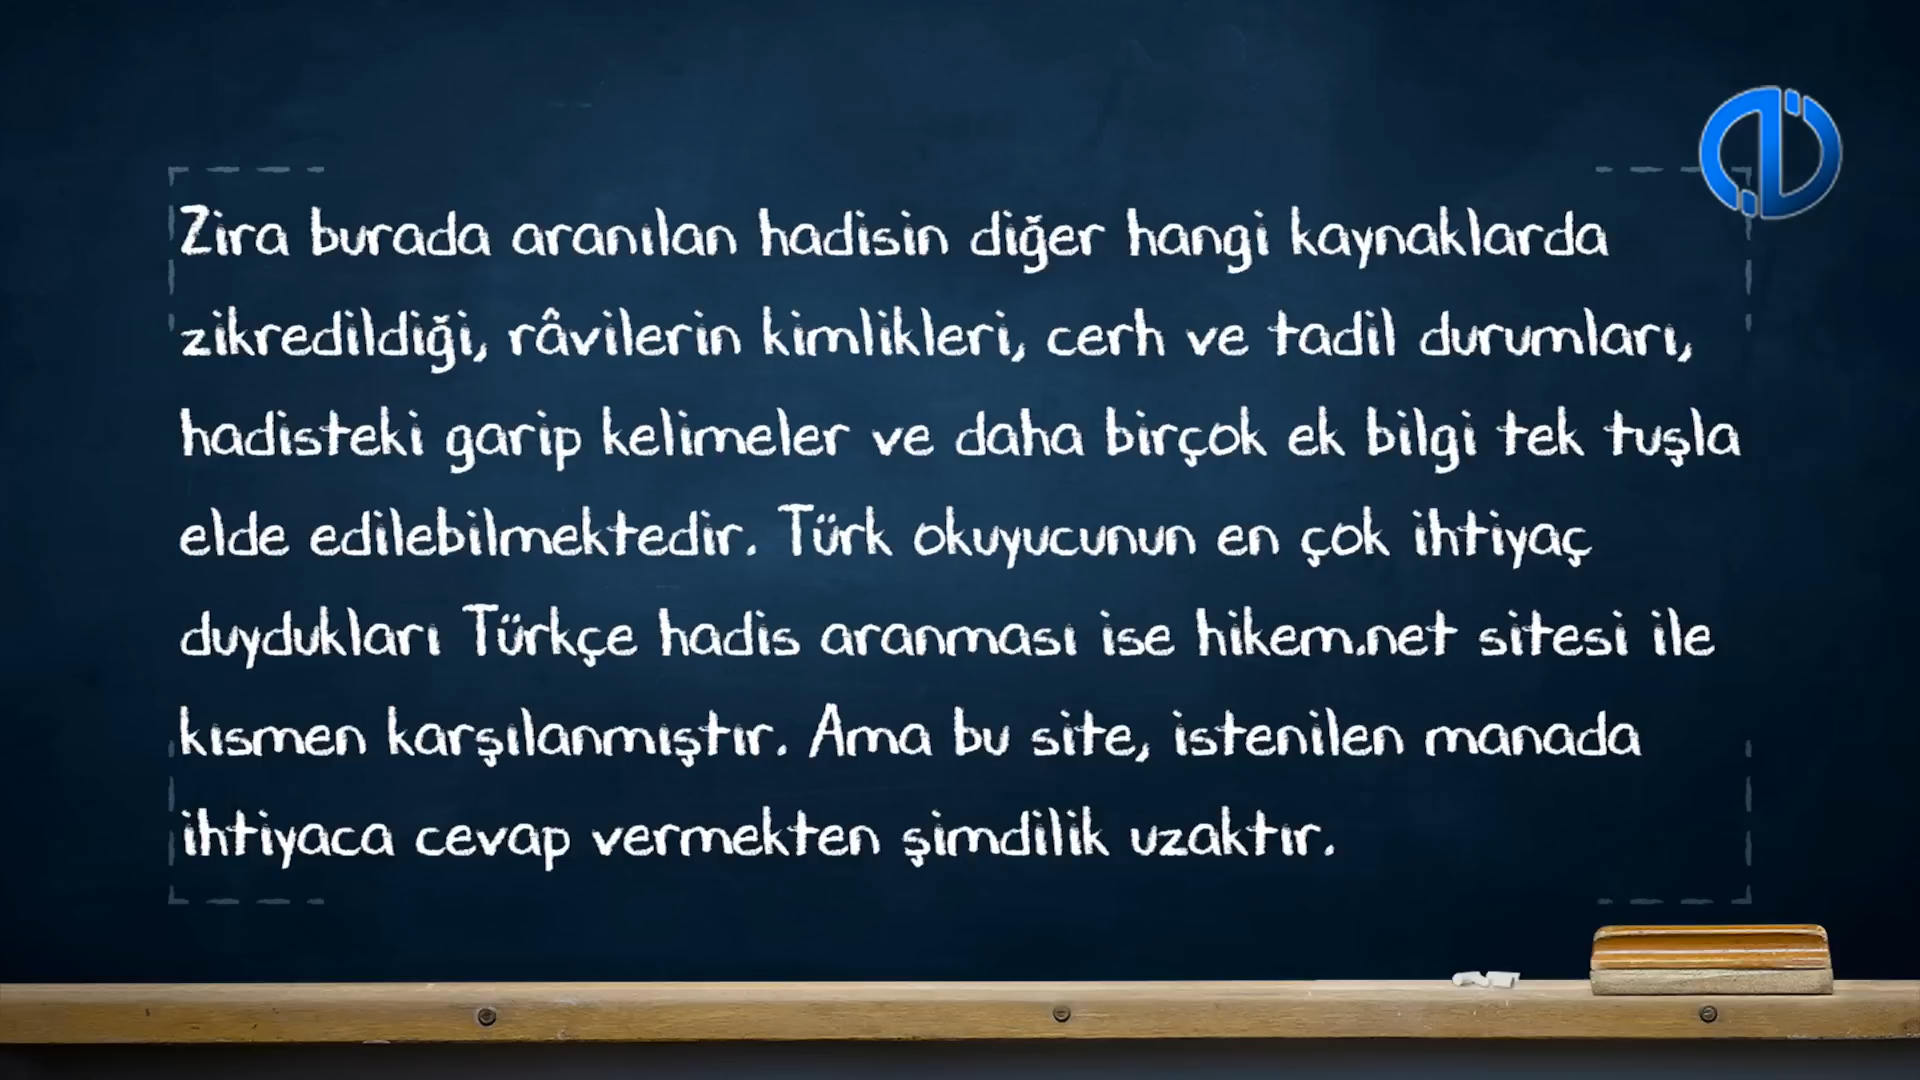 Zira burada aranılan hadisin diğer hangi kaynaklarda
zikredildiği, râvilerin kimlikleri, cerh ve tadil durumları,
hadisteki garip kelimeler ve daha birçok ek bilgi tek tuşla
elde edilebilmektedir. Türk okuyucunun en çok ihtiyaç
duydukları Türkçe hadis aranması ise hikem.net sitesi ile
kısmen karşılanmıştır. Ama bu site, istenilen manada
ihtiyaca cevap vermekten şimdilik uzaktır.